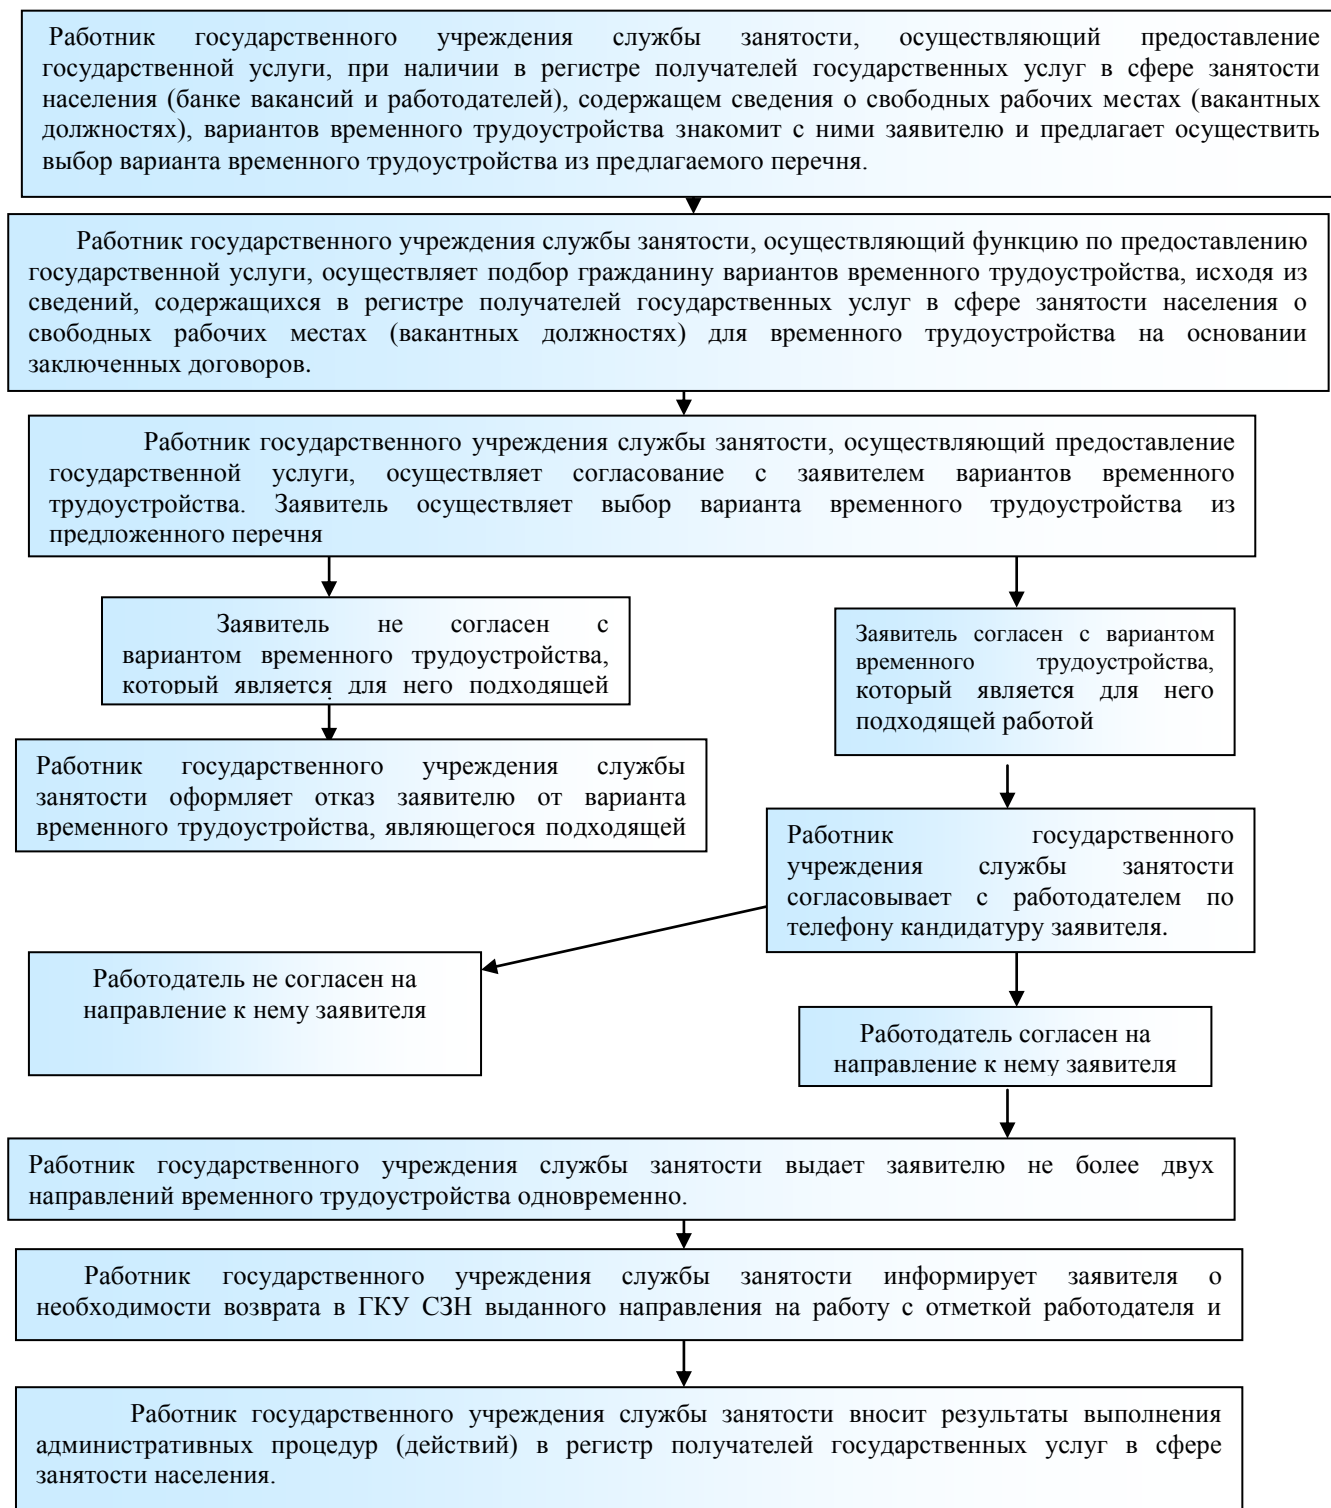 Работник государственного учреждения службы занятости, осуществляющий предоставление
государственной услуги, при наличии в регистре получателей государственных услуг в сфере занятости
населения (банке вакансий и работодателей), содержащем сведения о свободных рабочих местах (вакантных
должностях), вариантов временного трудоустройства знакомит с ними заявителю и предлагает осуществить
выбор варианта временного трудоустройства из предлагаемого перечня.
Работник государственного учреждения службы занятости, осуществляющий функцию по предоставлению
государственной услуги, осуществляет подбор гражданину вариантов временного трудоустройства, исходя из
сведений, содержащихся в регистре получателей государственных услуг в сфере занятости населения о
свободных рабочих местах (вакантных должностях) для временного трудоустройства на основании
заключенных договоров.
Работник государственного учреждения службы занятости, осуществляющий предоставление
государственной услуги, осуществляет согласование с заявителем вариантов временного
трудоустройства. Заявитель осуществляет выбор варианта временного трудоустройства из
предложенного перечня
Заявитель не согласен с
вариантом временного трудоустройства,
который является для него подходящей
Заявитель согласен с вариантом
временного трудоустройства,
который является для него
подходящей работой
Работник государственного учреждения службы
занятости оформляет отказ заявителю от варианта
временного трудоустройства, являющегося подходящей
Работник государственного
учреждения службы занятости
согласовывает с работодателем по
телефону кандидатуру заявителя.
Работодатель не согласен на
направление к нему заявителя
Работодатель согласен на
направление к нему заявителя
Работник государственного учреждения службы занятости выдает заявителю не более двух
направлений временного трудоустройства одновременно.
Работник государственного учреждения службы занятости информирует заявителя о
необходимости возврата в ГКУ СЗН выданного направления на работу с отметкой работодателя и
Работник государственного учреждения службы занятости вносит результаты выполнения
административных процедур (действий) в регистр получателей государственных услуг в сфере
занятости населения.